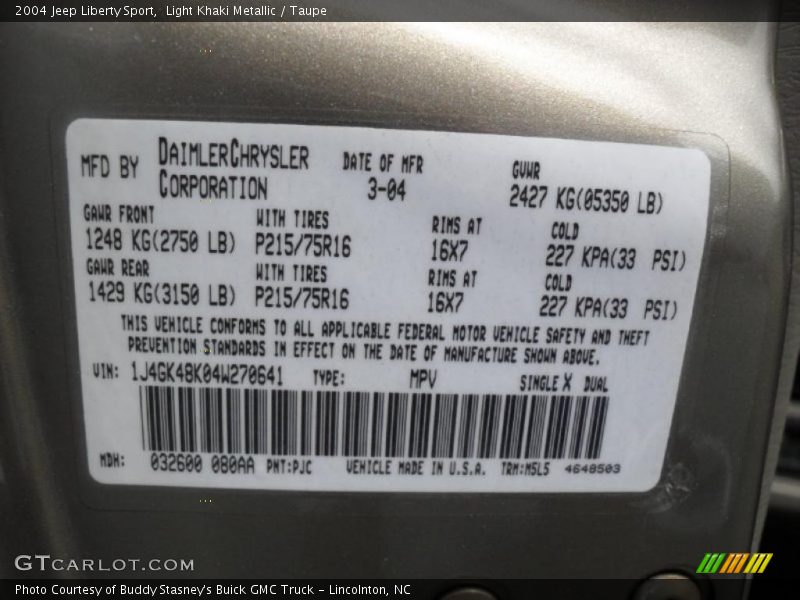 2004 Jeep Liberty Sport,  Light Khaki Metallic / Taupe
MFD BY DAIMLERCHRYSLER CORPORATION
DATE OF MFR
3-04
GVWR
2427 KG(05350 LB)
GAWR FRONT WITH TIRES RIMS AT COLD
1248 KG(2750 LB) P215/75R16 16X7 227 KPA(33 PSI)
GAWR REAR WITH TIRES RIMS AT COLD
1429 KG(3150 LB) P215/75R16 16X7 227 KPA(33 PSI)
THIS VEHICLE CONFORMS TO ALL APPLICABLE FEDERAL MOTOR VEHICLE SAFETY AND THEFT
PREVENTION STANDARDS IN EFFECT ON THE DATE OF MANUFACTURE SHOWN ABOVE.
VIN: 1J4GK48K04W270641 TYPE: MPV SINGLE X DUAL
MDH: 032600 080AA PNT:PJC VEHICLE MADE IN U.S.A. TRM:M5L5 4648503
GTCARLOT.COM
Photo Courtesy of Buddy Stasney's Buick GMC Truck - Lincolnton, NC